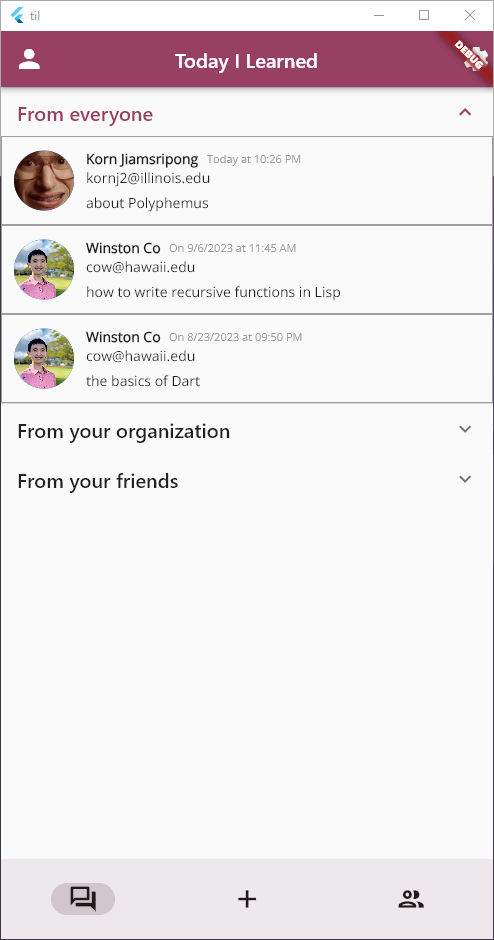 til
Today I Learned
DEBUG
From everyone
Korn Jiamsripong Today at 10:26 PM
kornj2@illinois.edu
about Polyphemus
Winston Co On 9/6/2023 at 11:45 AM
cow@hawaii.edu
how to write recursive functions in Lisp
Winston Co On 8/23/2023 at 09:50 PM
cow@hawaii.edu
the basics of Dart
From your organization
From your friends